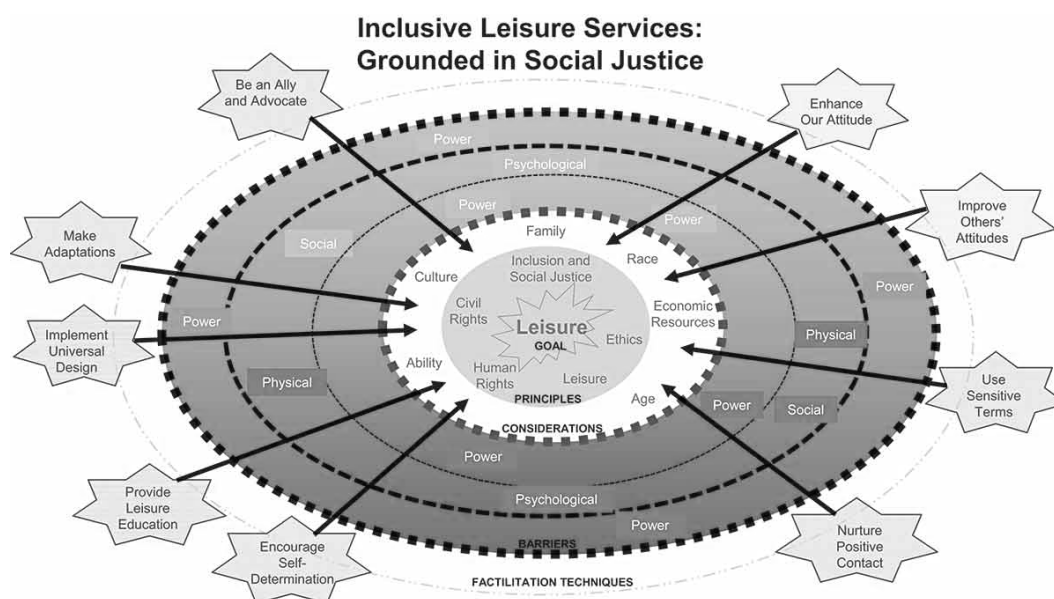 Inclusive Leisure Services:
Grounded in Social Justice
Be an Ally
and Advocate
Enhance
Our Attitude
Power
Psychological
Power
Power
Family
Social
Make
Adaptations
Improve
Others'
Attitudes
Culture
Inclusion and
Social Justice
Race
Power
Civil
Rights
Economic
Resources
Power
Leisure
GOAL
Ethics
Physical
Implement
Universal
Design
Ability
Human
Rights
Leisure
Physical
PRINCIPLES
Age
Power
Social
Use
Sensitive
Terms
CONSIDERATIONS
Power
Psychological
Provide
Leisure
Education
Power
BARRIERS
Encourage
Self-
Determination
Nurture
Positive
Contact
FACTILITATION TECHNIQUES